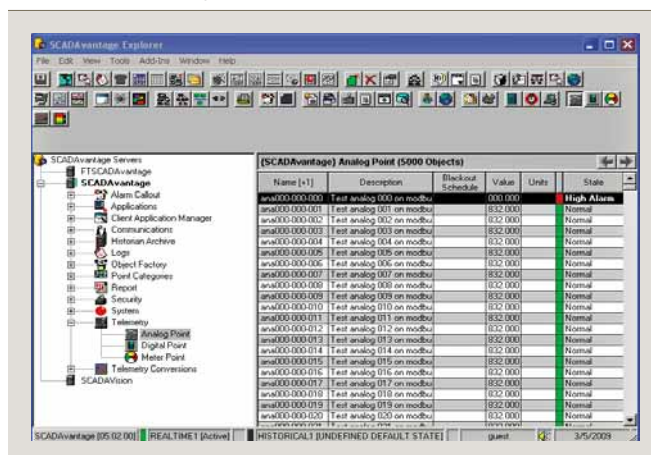 SCADAvantage Explorer
File Edit View Tools Add-Ins Window Help
SCADAvantage Servers
FTSCADAvantage
SCADAvantage
Alarm Callout
Applications
Client Application Manager
Communications
Historian Archive
Logs
Object Factory
Point Categories
Report
Security
System
Telemetry
Analog Point
Digital Point
Meter Point
Telemetry Conversions
SCADAVision
(SCADAvantage) Analog Point (5000 Objects)
Name [+1] Description Blackout Schedule Value Units State
ana000-000-000 Test analog 000 on modbu 000.000 High Alarm
ana000-000-001 Test analog 001 on modbu 832.000 Normal
ana000-000-002 Test analog 002 on modbu 832.000 Normal
ana000-000-003 Test analog 003 on modbu 832.000 Normal
ana000-000-004 Test analog 004 on modbu 832.000 Normal
ana000-000-005 Test analog 005 on modbu 832.000 Normal
ana000-000-006 Test analog 006 on modbu 832.000 Normal
ana000-000-007 Test analog 007 on modbu 832.000 Normal
ana000-000-008 Test analog 008 on modbu 832.000 Normal
ana000-000-009 Test analog 009 on modbu 832.000 Normal
ana000-000-010 Test analog 010 on modbu 832.000 Normal
ana000-000-011 Test analog 011 on modbu 832.000 Normal
ana000-000-012 Test analog 012 on modbu 832.000 Normal
ana000-000-013 Test analog 013 on modbu 832.000 Normal
ana000-000-014 Test analog 014 on modbu 832.000 Normal
ana000-000-015 Test analog 015 on modbu 832.000 Normal
ana000-000-016 Test analog 016 on modbu 832.000 Normal
ana000-000-017 Test analog 017 on modbu 832.000 Normal
ana000-000-018 Test analog 018 on modbu 832.000 Normal
ana000-000-019 Test analog 019 on modbu 832.000 Normal
ana000-000-020 Test analog 020 on modbu 832.000 Normal
SCADAvantage [05.02.00] REALTIME1 [Active] HISTORICAL1 [UNDEFINED DEFAULT STATE] guest 3/5/2009